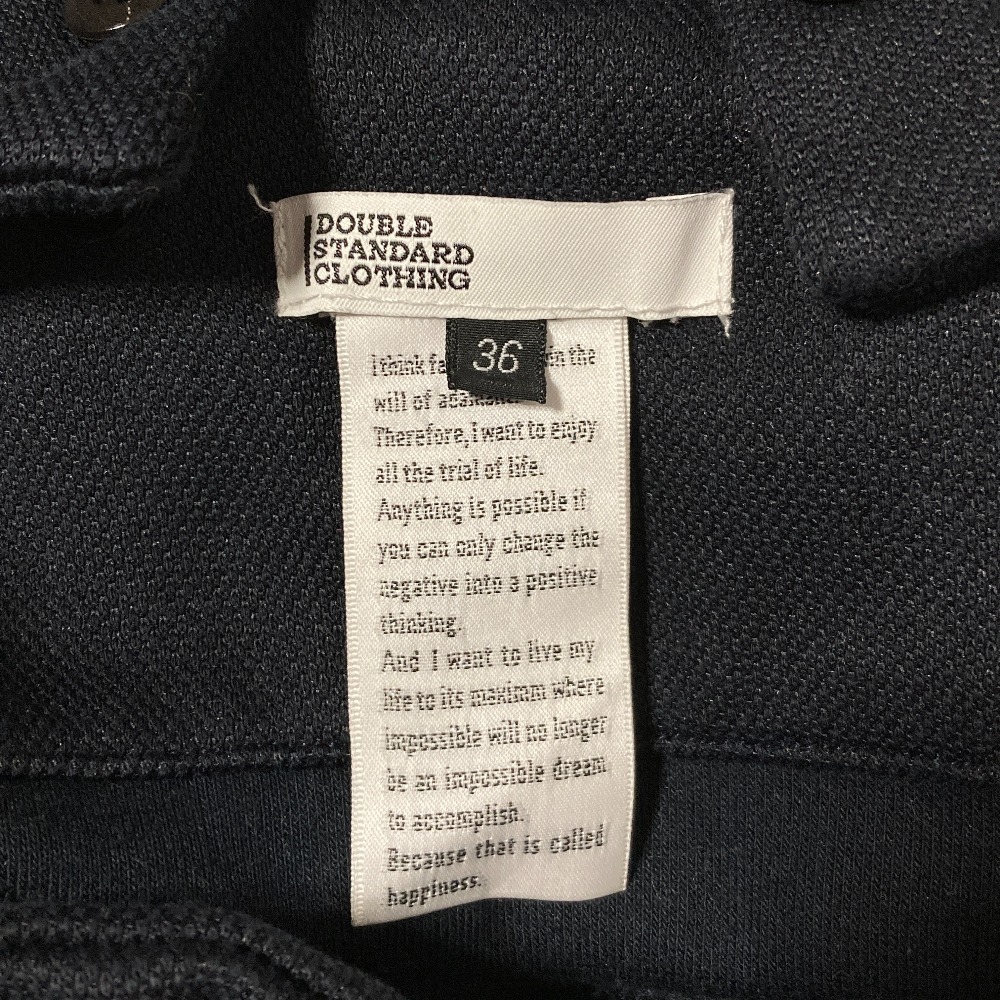 DOUBLE
STANDARD
CLOTHING
36
I think in the
will of
Therefore, I want to enjoy
all the trial of life.
Anything is possible if
you can only change the
negative into a positive
thinking.
And I want to live my
life to its maximm where
impossible will no longer
be an impossible dream
to accomplish.
Because that is called
happiness.